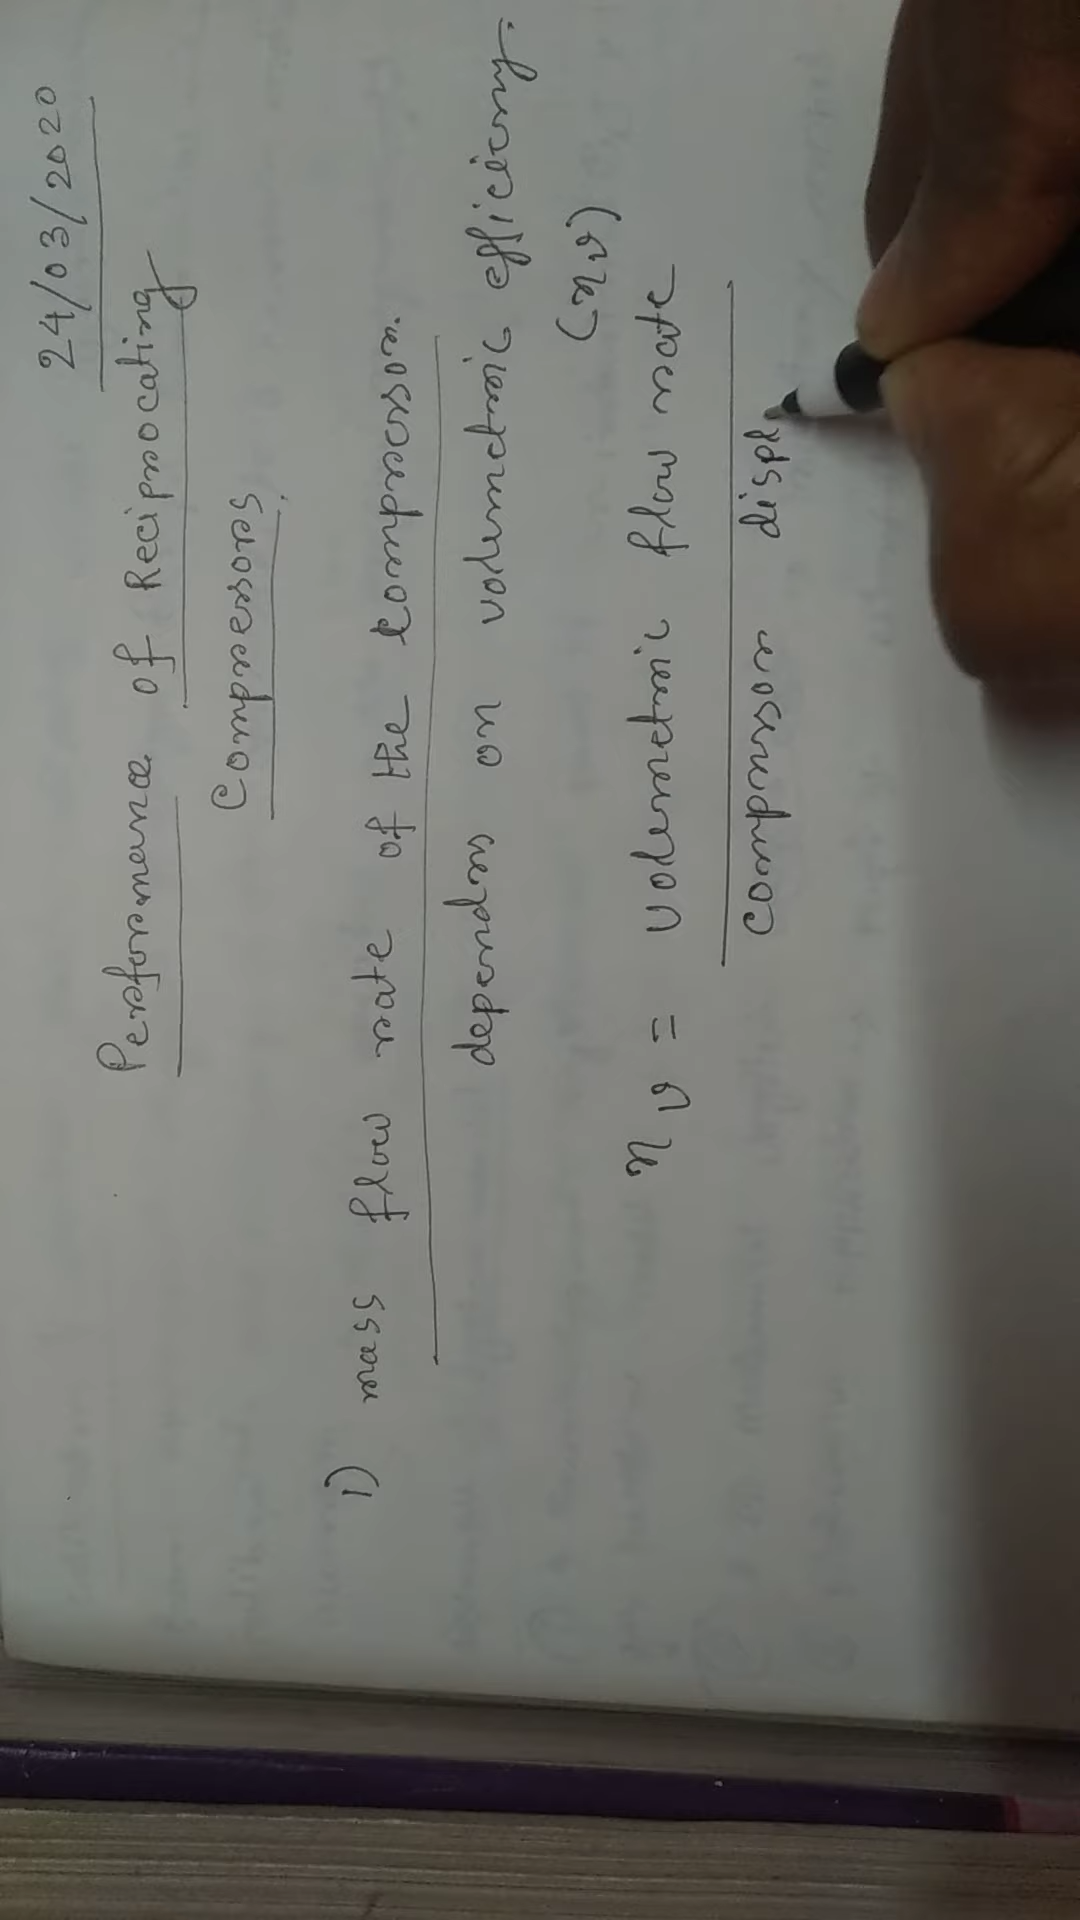 24/03/2020
Performance of Reciprocating
Compressors
1) mass flow rate of the compressor.
dependes on volumetric efficiency.
(ηv)
ηv = volumetric flow rate
compressor displ